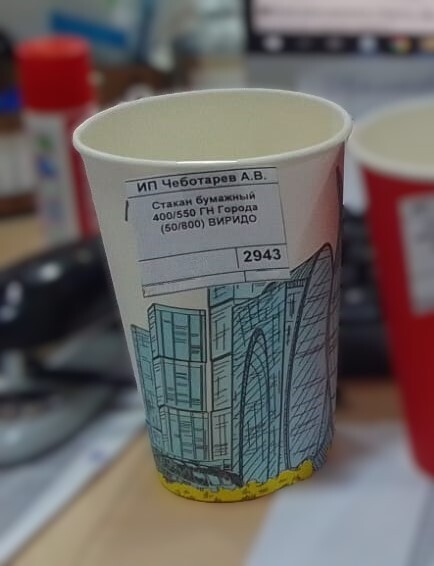 ИП Чеботарев А.В.
Стакан бумажный
400/550 ГН Города
(50/800) ВИРИДО
2943